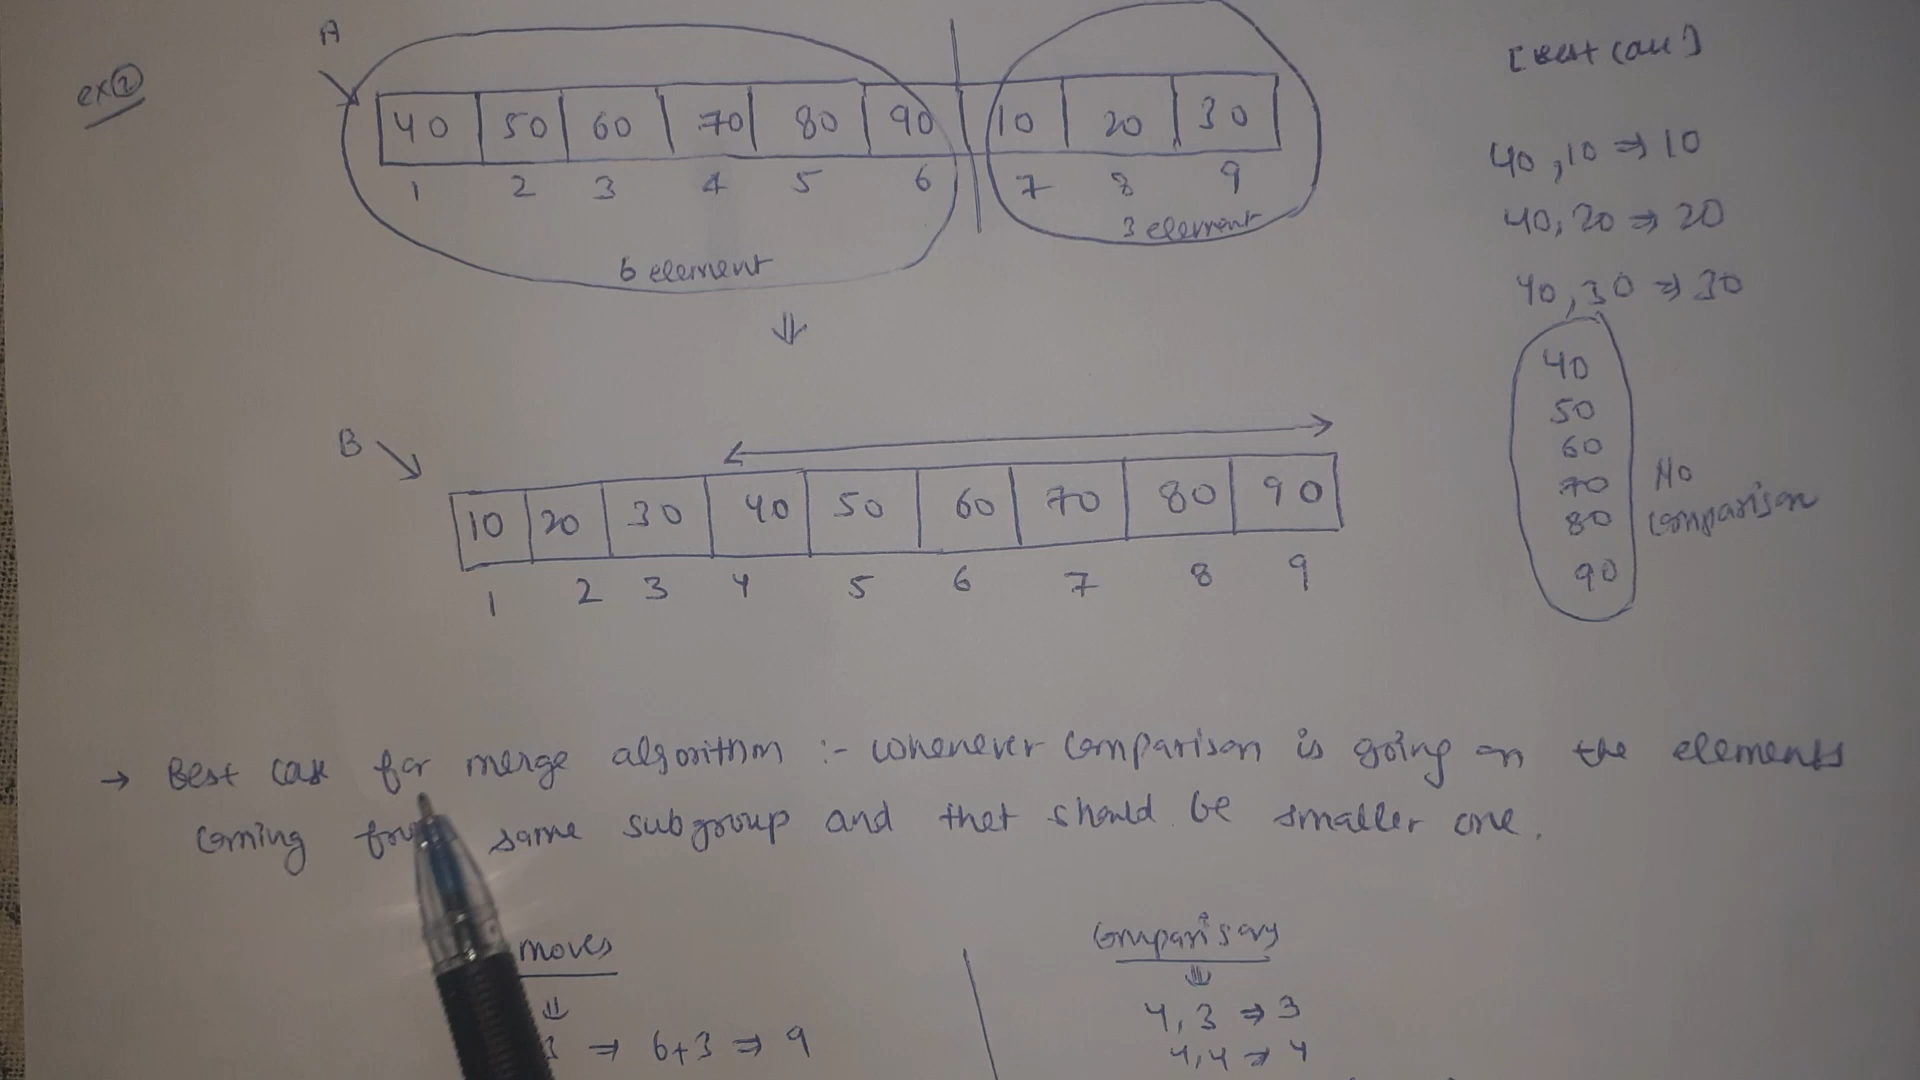 ex②
A
[Best case]
40 50 60 70 80 90 10 20 30
1 2 3 4 5 6 7 8 9
6 element
3 element
⇓
40, 10 ⇒ 10
40, 20 ⇒ 20
40, 30 ⇒ 30
40
50
60
70
80
90
No
comparison
B
10 20 30 40 50 60 70 80 90
1 2 3 4 5 6 7 8 9
→ Best case for merge algorithm :- whenever comparison is going on the elements
coming from same subgroup and that should be smaller one.
moves
⇓
3 ⇒ 6+3 ⇒ 9
Comparisons
⇓
4, 3 ⇒ 3
4, 4 ⇒ 4